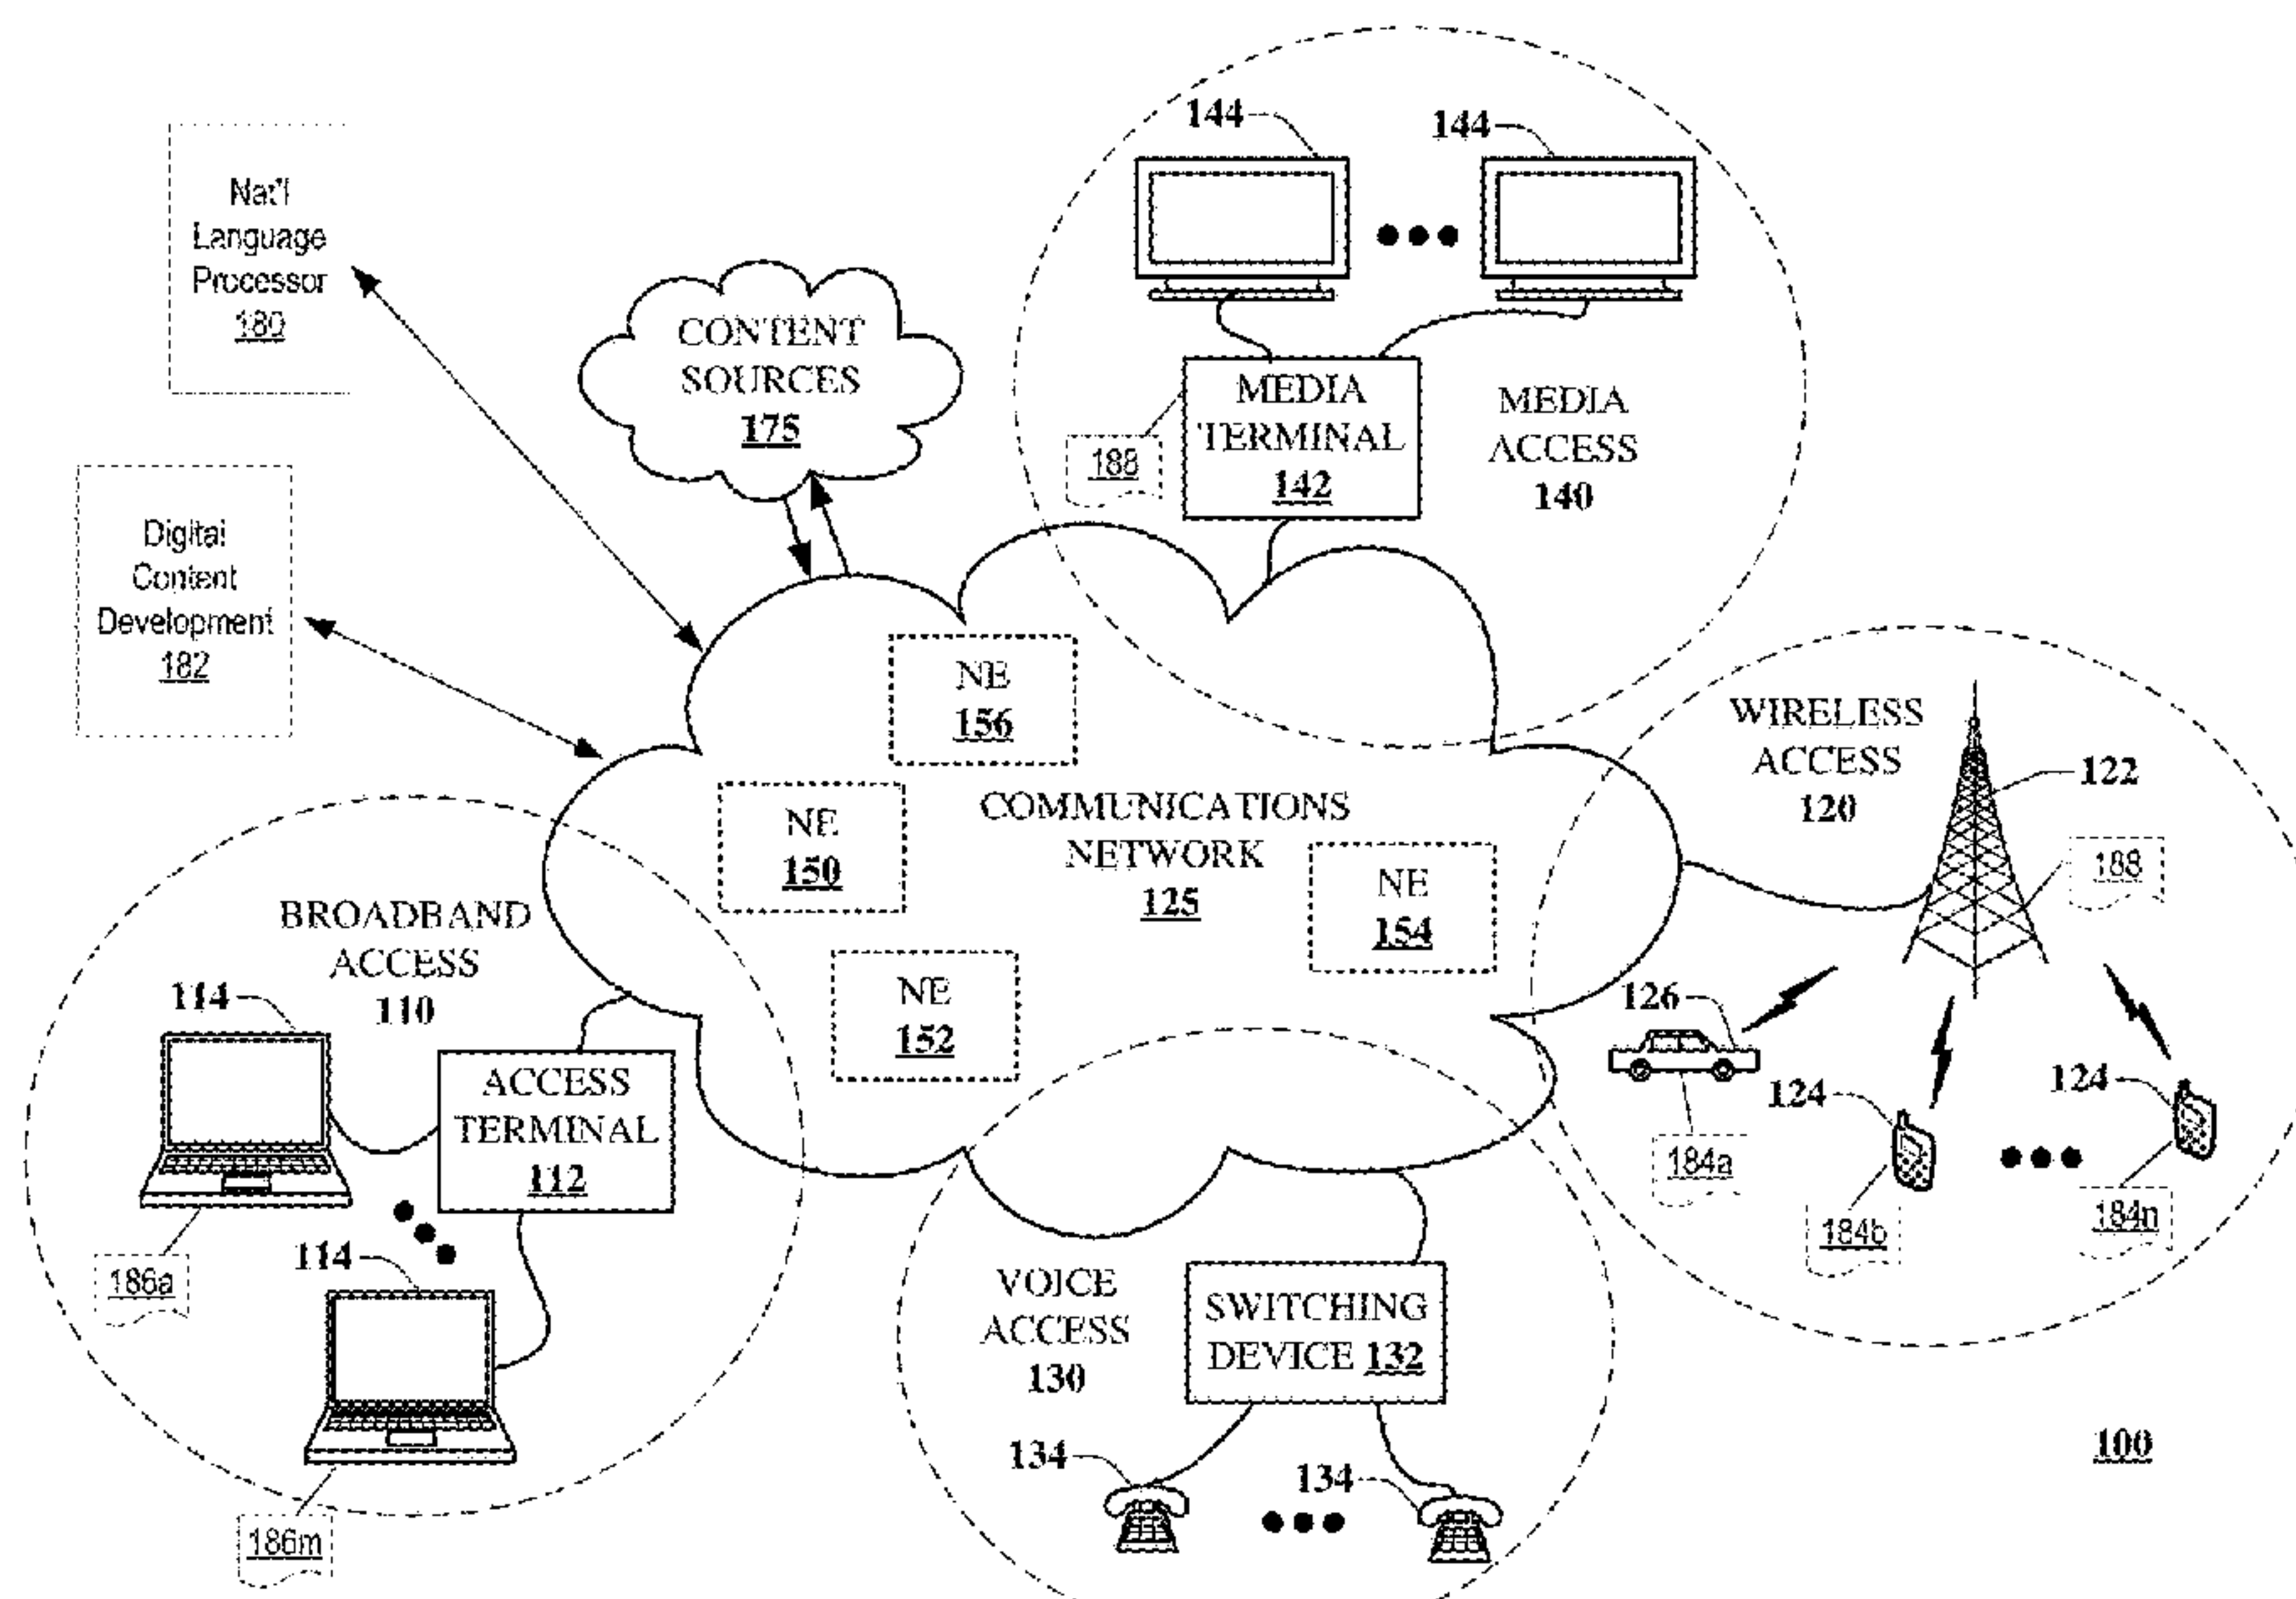 144
144
Nat'l
Language
Processor
180
CONTENT
SOURCES
175
MEDIA
TERMINAL
142
188
MEDIA
ACCESS
140
Digital
Content
Development
182
NE
156
WIRELESS
ACCESS
120
122
188
COMMUNICATIONS
NETWORK
125
NE
150
NE
154
NE
152
BROADBAND
ACCESS
110
114
ACCESS
TERMINAL
112
126
124
124
184a
184b
184n
186a
114
186m
VOICE
ACCESS
130
SWITCHING
DEVICE 132
134
134
100